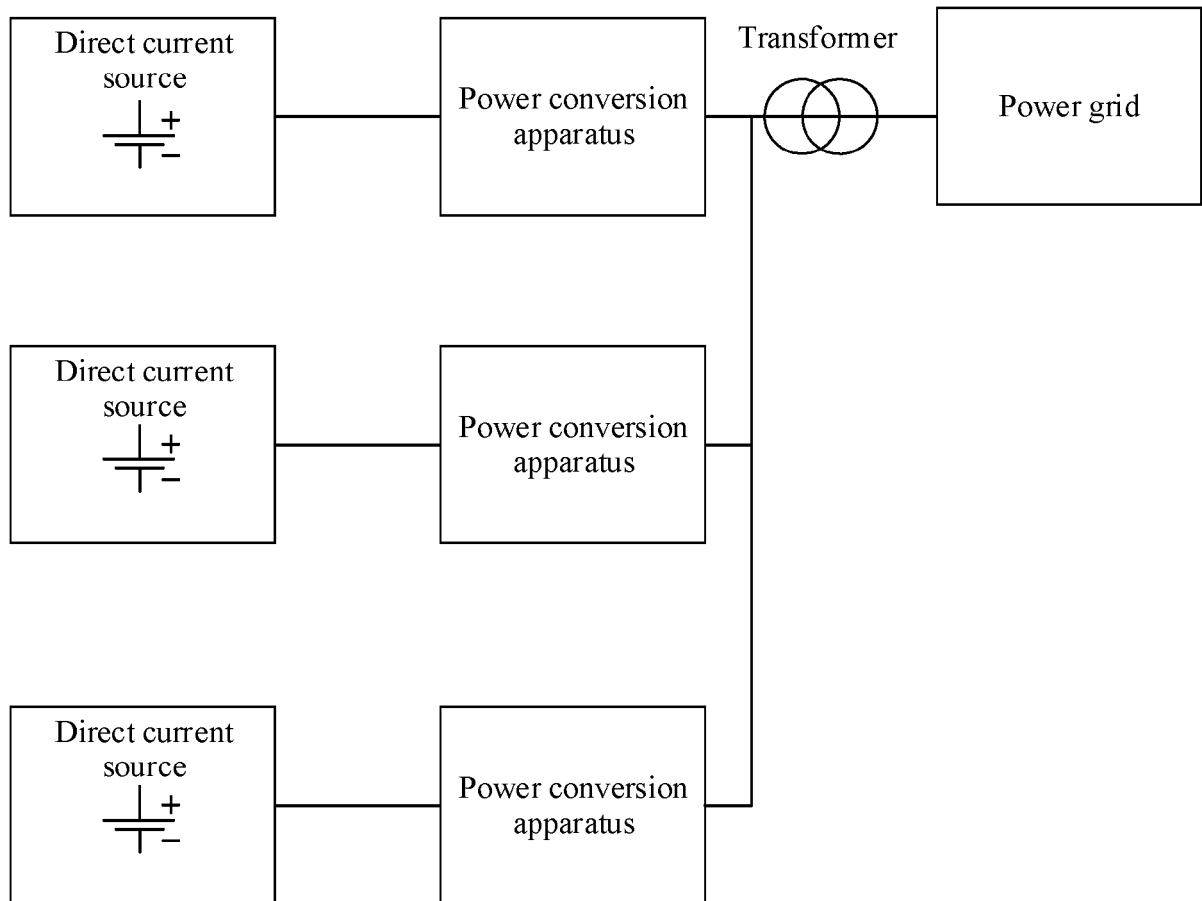 Direct current
source
+
−
Power conversion
apparatus
Transformer
Power grid
Direct current
source
+
−
Power conversion
apparatus
Direct current
source
+
−
Power conversion
apparatus